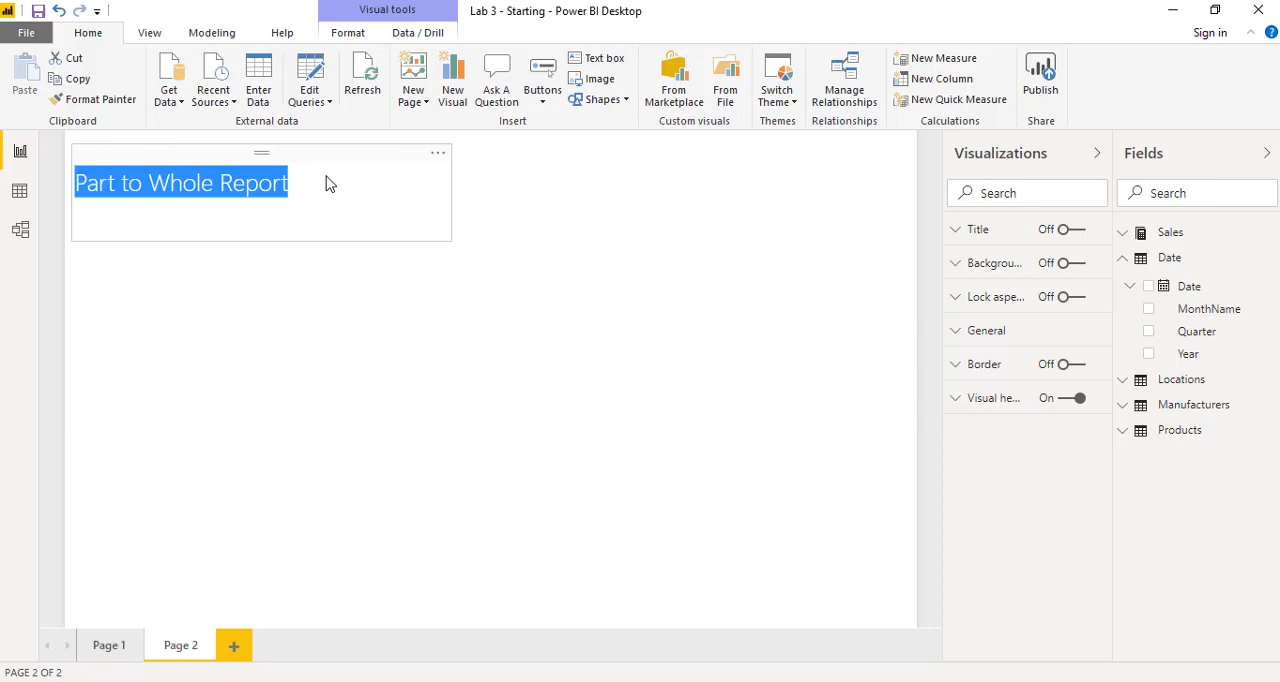 Visual tools
Lab 3 - Starting - Power BI Desktop
File
Home
View
Modeling
Help
Format
Data / Drill
Sign in
Paste
Cut
Copy
Format Painter
Clipboard
Get Data
Recent Sources
Enter Data
Edit Queries
Refresh
External data
New Page
New Visual
Ask A Question
Buttons
Text box
Image
Shapes
Insert
From Marketplace
From File
Custom visuals
Switch Theme
Themes
Manage Relationships
Relationships
New Measure
New Column
New Quick Measure
Calculations
Publish
Share
Part to Whole Report
Visualizations
Search
Title Off
Backgrou... Off
Lock aspe... Off
General
Border Off
Visual he... On
Fields
Search
Sales
Date
Date
MonthName
Quarter
Year
Locations
Manufacturers
Products
Page 1
Page 2
PAGE 2 OF 2